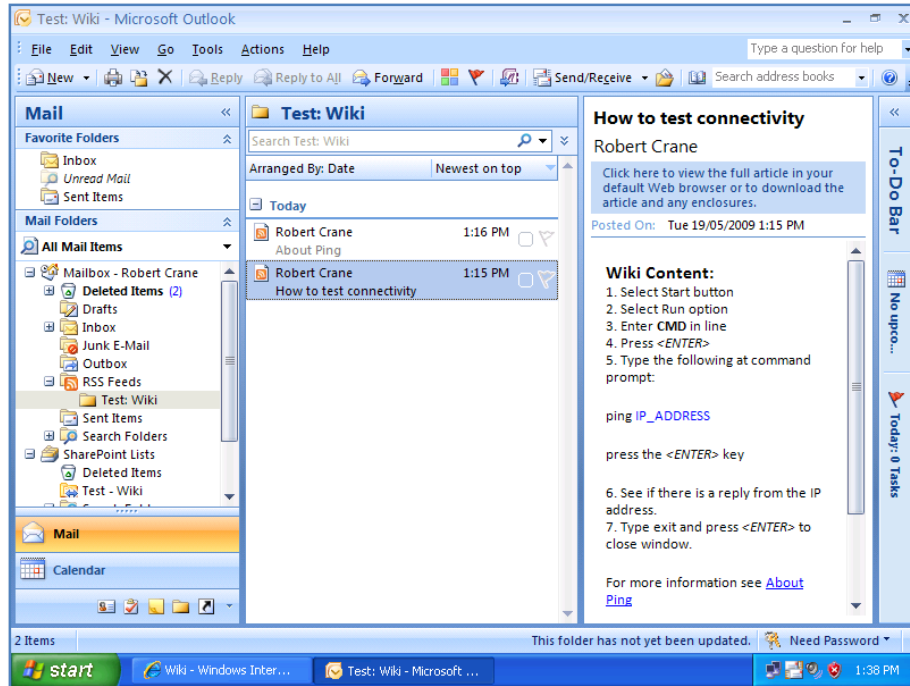 Test: Wiki - Microsoft Outlook
File Edit View Go Tools Actions Help
Type a question for help
New Reply Reply to All Forward Send/Receive Search address books
Mail
Favorite Folders
Inbox
Unread Mail
Sent Items
Mail Folders
All Mail Items
Mailbox - Robert Crane
Deleted Items (2)
Drafts
Inbox
Junk E-Mail
Outbox
RSS Feeds
Test: Wiki
Sent Items
Search Folders
SharePoint Lists
Deleted Items
Test - Wiki
Mail
Calendar
Test: Wiki
Search Test: Wiki
Arranged By: Date Newest on top
Today
Robert Crane 1:16 PM
About Ping
Robert Crane 1:15 PM
How to test connectivity
How to test connectivity
Robert Crane
Click here to view the full article in your
default Web browser or to download the
article and any enclosures.
Posted On: Tue 19/05/2009 1:15 PM
Wiki Content:
1. Select Start button
2. Select Run option
3. Enter CMD in line
4. Press <ENTER>
5. Type the following at command
prompt:
ping IP_ADDRESS
press the <ENTER> key
6. See if there is a reply from the IP
address.
7. Type exit and press <ENTER> to
close window.
For more information see About
Ping
To-Do Bar
No upco...
Today: 0 Tasks
2 Items
This folder has not yet been updated. Need Password
start
Wiki - Windows Inter...
Test: Wiki - Microsoft ...
1:38 PM